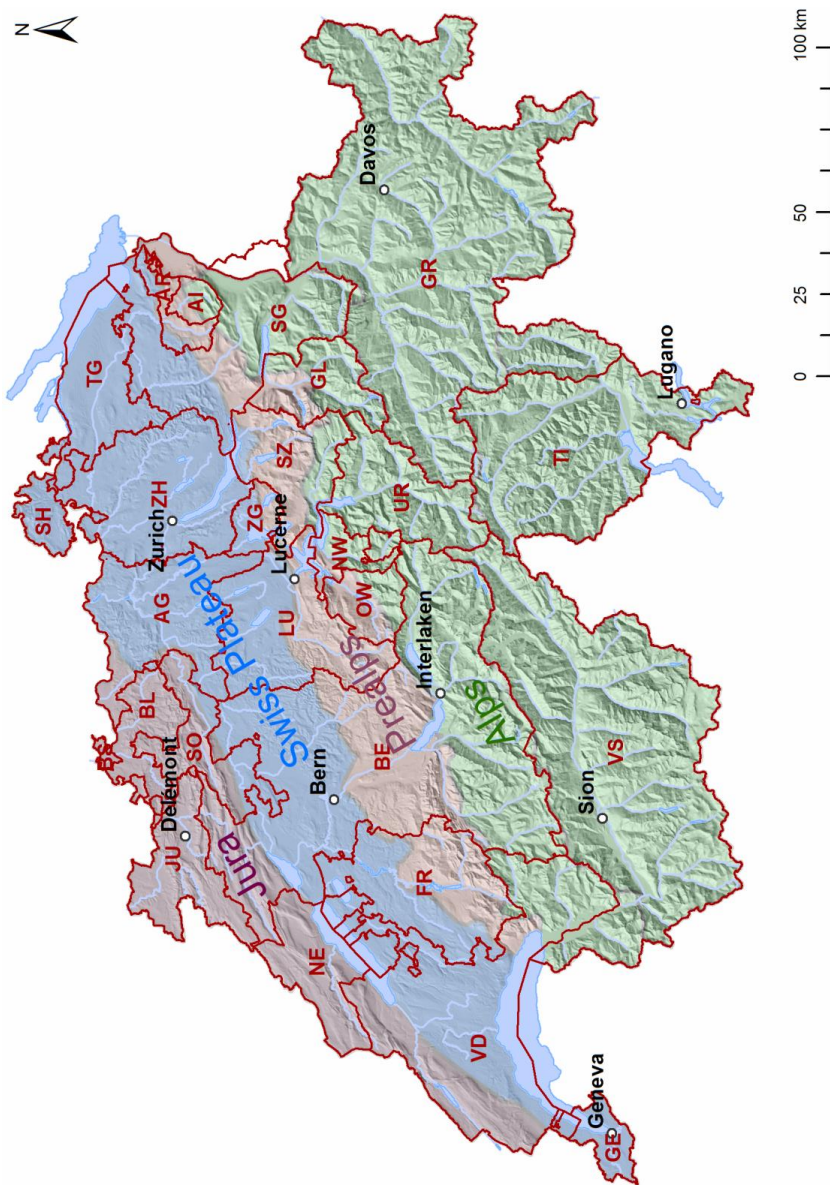 N
SH
TG
BS
BL
AG
Zurich
ZH
AR
AI
Delemont
JU
SO
Swiss Plateau
Jura
ZG
SZ
SG
Lucerne
LU
GL
NE
Bern
NW
OW
UR
GR
Davos
Prealps
BE
FR
Interlaken
VD
Alps
TI
Sion
VS
Geneva
GE
Lugano
0
25
50
100 km